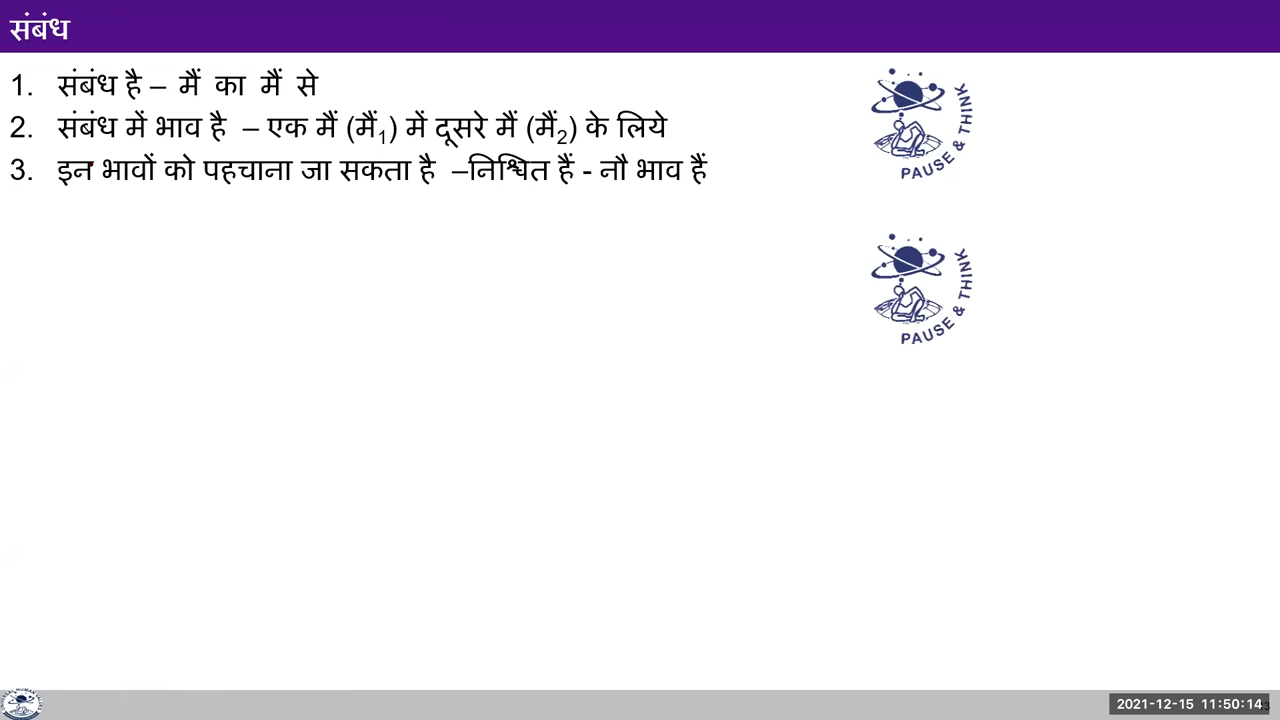 संबंध
1. संबंध है – मैं का मैं से
2. संबंध में भाव है – एक मैं (मैं1) में दूसरे मैं (मैं2) के लिये
3. इन भावों को पहचाना जा सकता है –निश्चित हैं - नौ भाव हैं
PAUSE & THINK
PAUSE & THINK
2021-12-15 11:50:14